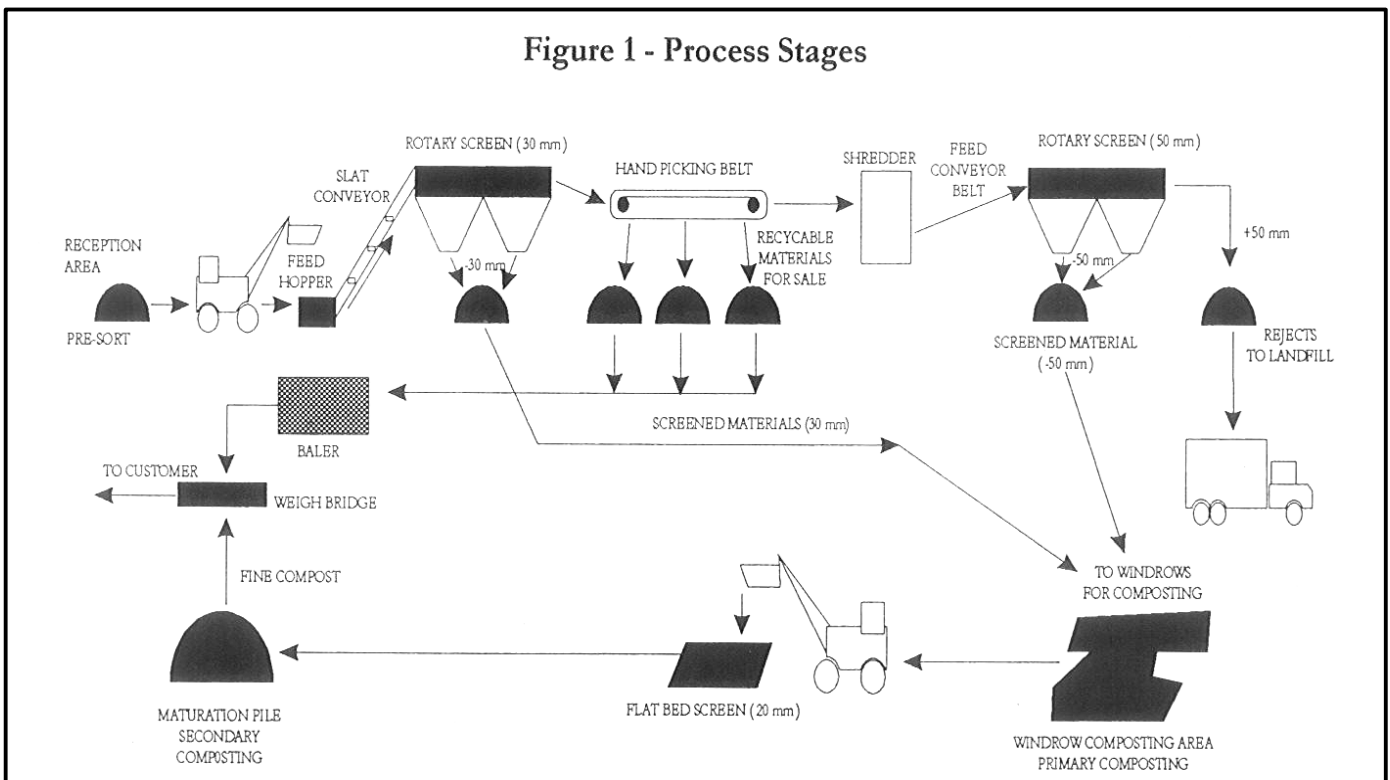 Figure 1 - Process Stages
ROTARY SCREEN (30 mm)
ROTARY SCREEN (50 mm)
SLAT
CONVEYOR
HAND PICKING BELT
SHREDDER
FEED
CONVEYOR
BELT
RECEPTION
AREA
FEED
HOPPER
-30 mm
RECYCABLE
MATERIALS
FOR SALE
-50 mm
+50 mm
PRE-SORT
SCREENED MATERIAL
(-50 mm)
REJECTS
TO LANDFILL
SCREENED MATERIALS (30 mm)
BALER
TO CUSTOMER
WEIGH BRIDGE
FINE COMPOST
TO WINDROWS
FOR COMPOSTING
FLAT BED SCREEN (20 mm)
MATURATION PILE
SECONDARY
COMPOSTING
WINDROW COMPOSTING AREA
PRIMARY COMPOSTING